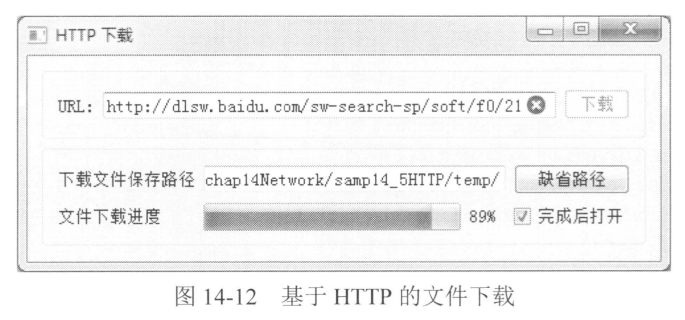 HTTP 下载
URL: http://dlsw.baidu.com/sw-search-sp/soft/f0/21 下载
下载文件保存路径 chap14Network/samp14_5HTTP/temp/ 缺省路径
文件下载进度 89% 完成后打开
图 14-12 基于 HTTP 的文件下载